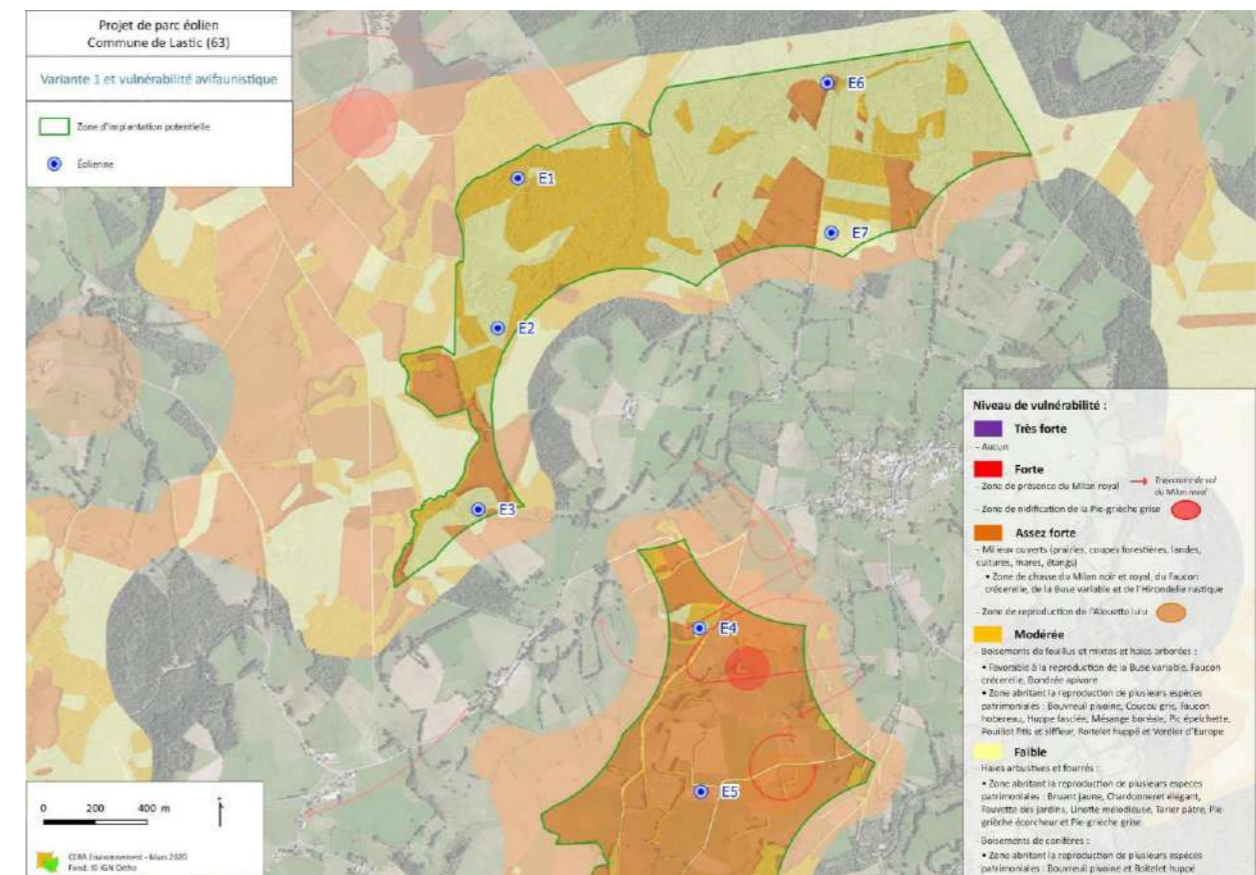 Projet de parc éolien
Commune de Lastic (63)
Variante 1 et vulnérabilité avifaunistique
Zone d'implantation potentielle
Éolienne
E6
E1
E7
E2
E3
E4
E5
Niveau de vulnérabilité :
Très forte
- Aucun
Forte
- Zone de présence du Milan royal
Trajectoire de vol
du Milan royal
- Zone de nidification de la Pie-grièche grise
Assez forte
- Milieux ouverts (prairies, coupes forestières, landes,
cultures, mares, étangs)
• Zone de chasse du Milan noir et royal, du Faucon
crécerelle, de la Buse variable et de l'Hirondelle rustique
- Zone de reproduction de l'Alouette lulu
Modérée
- Boisements de feuillus et mixtes et haies arborées :
• Favorable à la reproduction de la Buse variable, Faucon
crécerelle, Bondrée apivore
• Zone abritant la reproduction de plusieurs espèces
patrimoniales : Bouvreuil pivoine, Coucou gris, Faucon
hobereau, Huppe fasciée, Mésange boréale, Pic épeichette,
Pouillot fitis et siffleur, Roitelet huppé et Verdier d'Europe
Faible
- Haies arbustives et fourrés :
• Zone abritant la reproduction de plusieurs espèces
patrimoniales : Bruant jaune, Chardonneret élégant,
Fauvette des jardins, Linotte mélodieuse, Tarier pâtre, Pie-
grièche écorcheur et Pie-grièche grise
- Boisements de conifères :
• Zone abritant la reproduction de plusieurs espèces
patrimoniales : Bouvreuil pivoine et Roitelet huppé
0 200 400 m
CERA Environnement - Mars 2020
Fond: © IGN Ortho